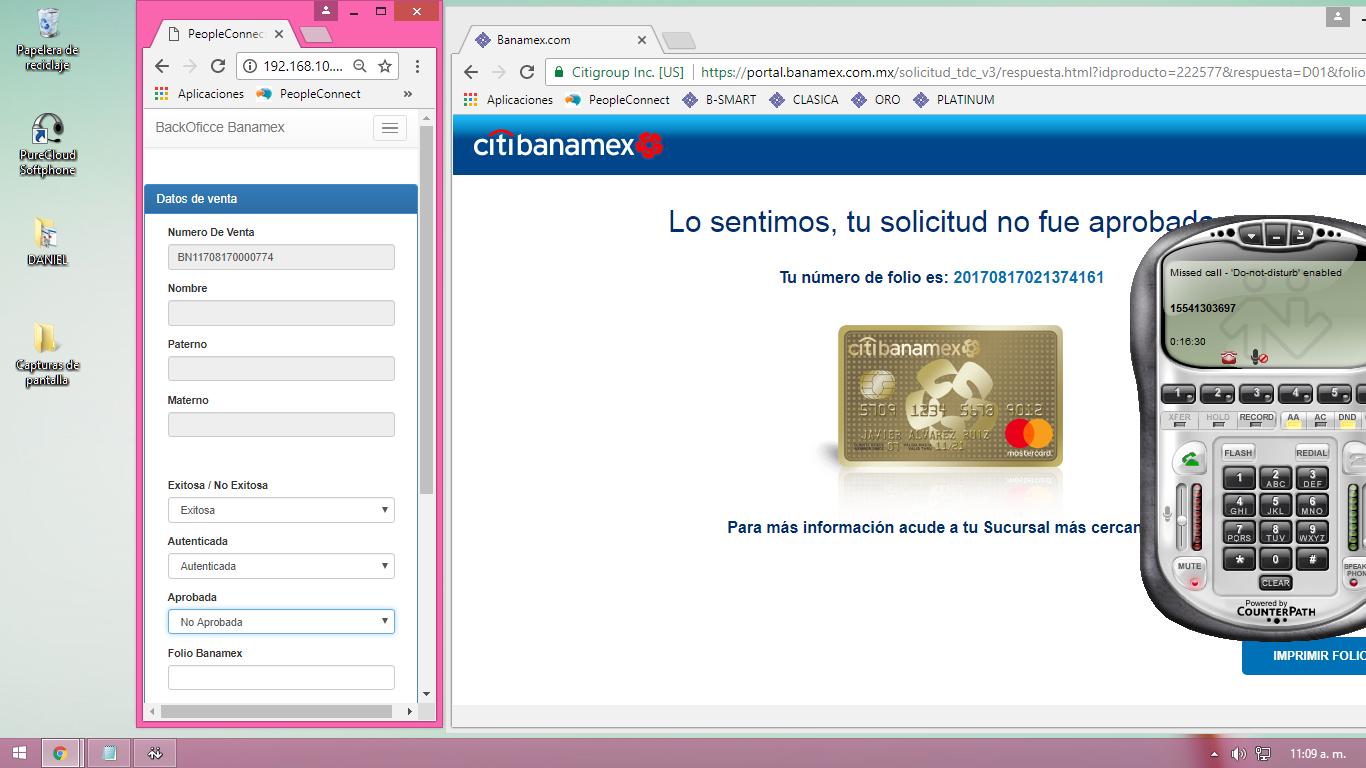 Papelera de
reciclaje
PureCloud
Softphone
DANIEL
Capturas de
pantalla
PeopleConnec
192.168.10....
Aplicaciones
PeopleConnect
»
BackOficce Banamex
Datos de venta
Numero De Venta
BN11708170000774
Nombre
Paterno
Materno
Exitosa / No Exitosa
Exitosa
Autenticada
Autenticada
Aprobada
No Aprobada
Folio Banamex
Banamex.com
Citigroup Inc. [US]
https://portal.banamex.com.mx/solicitud_tdc_v3/respuesta.html?idproducto=222577&respuesta=D01&folio
Aplicaciones
PeopleConnect
B-SMART
CLASICA
ORO
PLATINUM
citibanamex
Lo sentimos, tu solicitud no fue aprobada
Tu número de folio es: 20170817021374161
citibanamex
5709 1234 5678 9012
07 11/21
JAVIER ALVAREZ RUIZ
mastercard.
Para más información acude a tu Sucursal más cercan
IMPRIMIR FOLIO
Missed call - 'Do-not-disturb' enabled
15541303697
0:16:30
1 2 3 4 5
XFER HOLD RECORD AA AC DND
FLASH REDIAL
1 2 ABC 3 DEF
4 GHI 5 JKL 6 MNO
7 PQRS 8 TUV 9 WXYZ
* 0 #
MUTE
CLEAR
SPEAK
PHON
Powered by
COUNTERPATH
11:09 a. m.